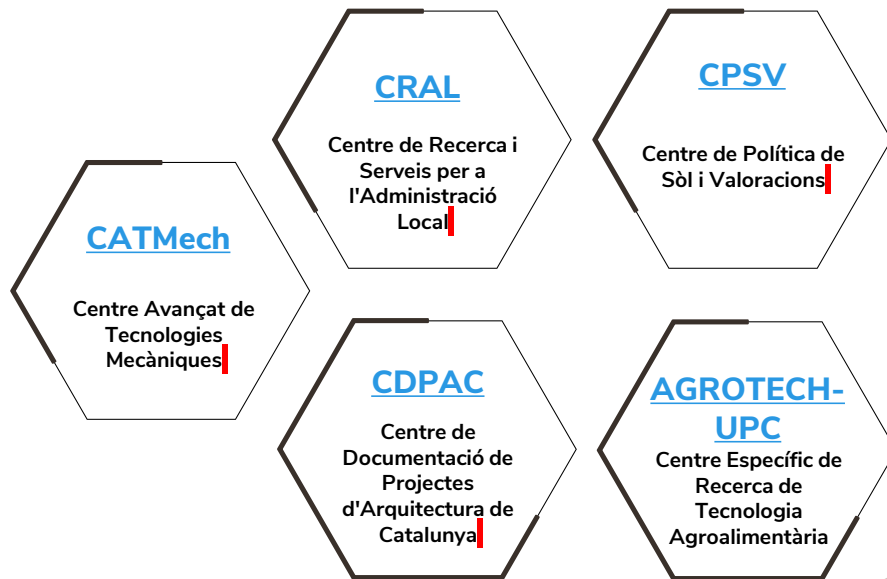 CRAL
Centre de Recerca i
Serveis per a
l'Administració
Local
CPSV
Centre de Política de
Sòl i Valoracions
CATMech
Centre Avançat de
Tecnologies
Mecàniques
CDPAC
Centre de
Documentació de
Projectes
d'Arquitectura de
Catalunya
AGROTECH-
UPC
Centre Específic de
Recerca de
Tecnologia
Agroalimentària